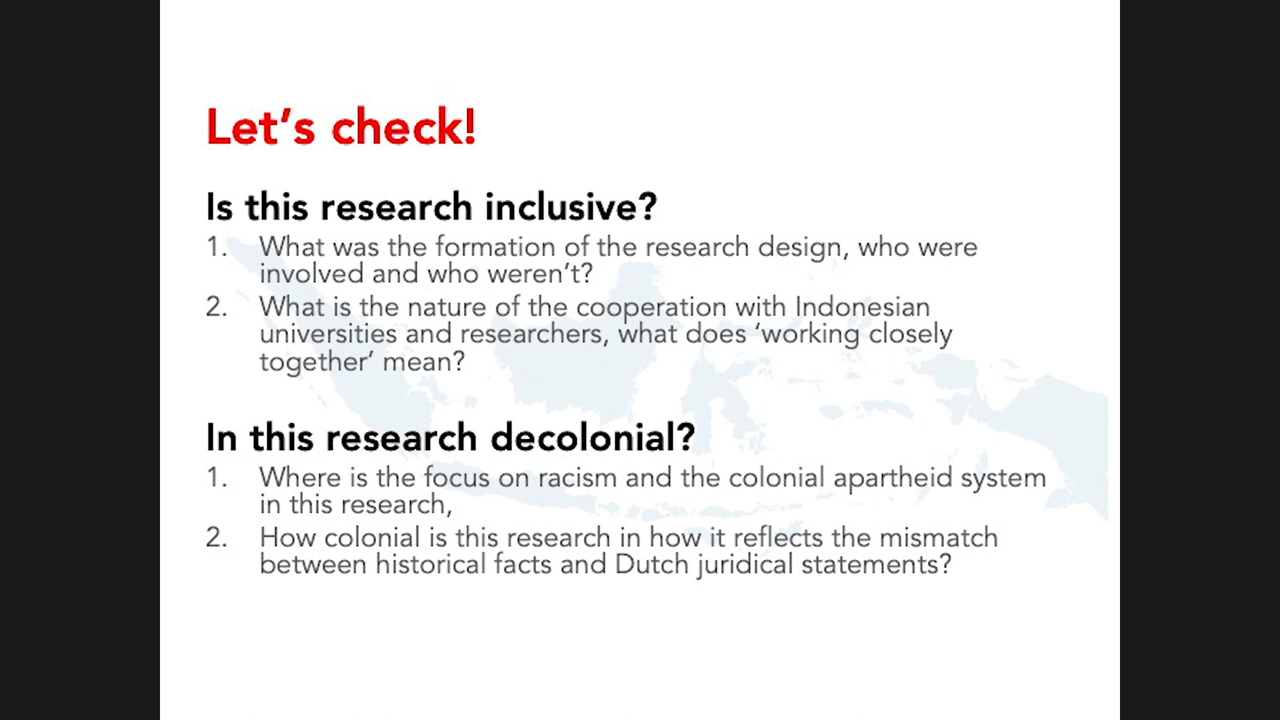 Let’s check!
Is this research inclusive?
1. What was the formation of the research design, who were
involved and who weren’t?
2. What is the nature of the cooperation with Indonesian
universities and researchers, what does ‘working closely
together’ mean?
In this research decolonial?
1. Where is the focus on racism and the colonial apartheid system
in this research,
2. How colonial is this research in how it reflects the mismatch
between historical facts and Dutch juridical statements?